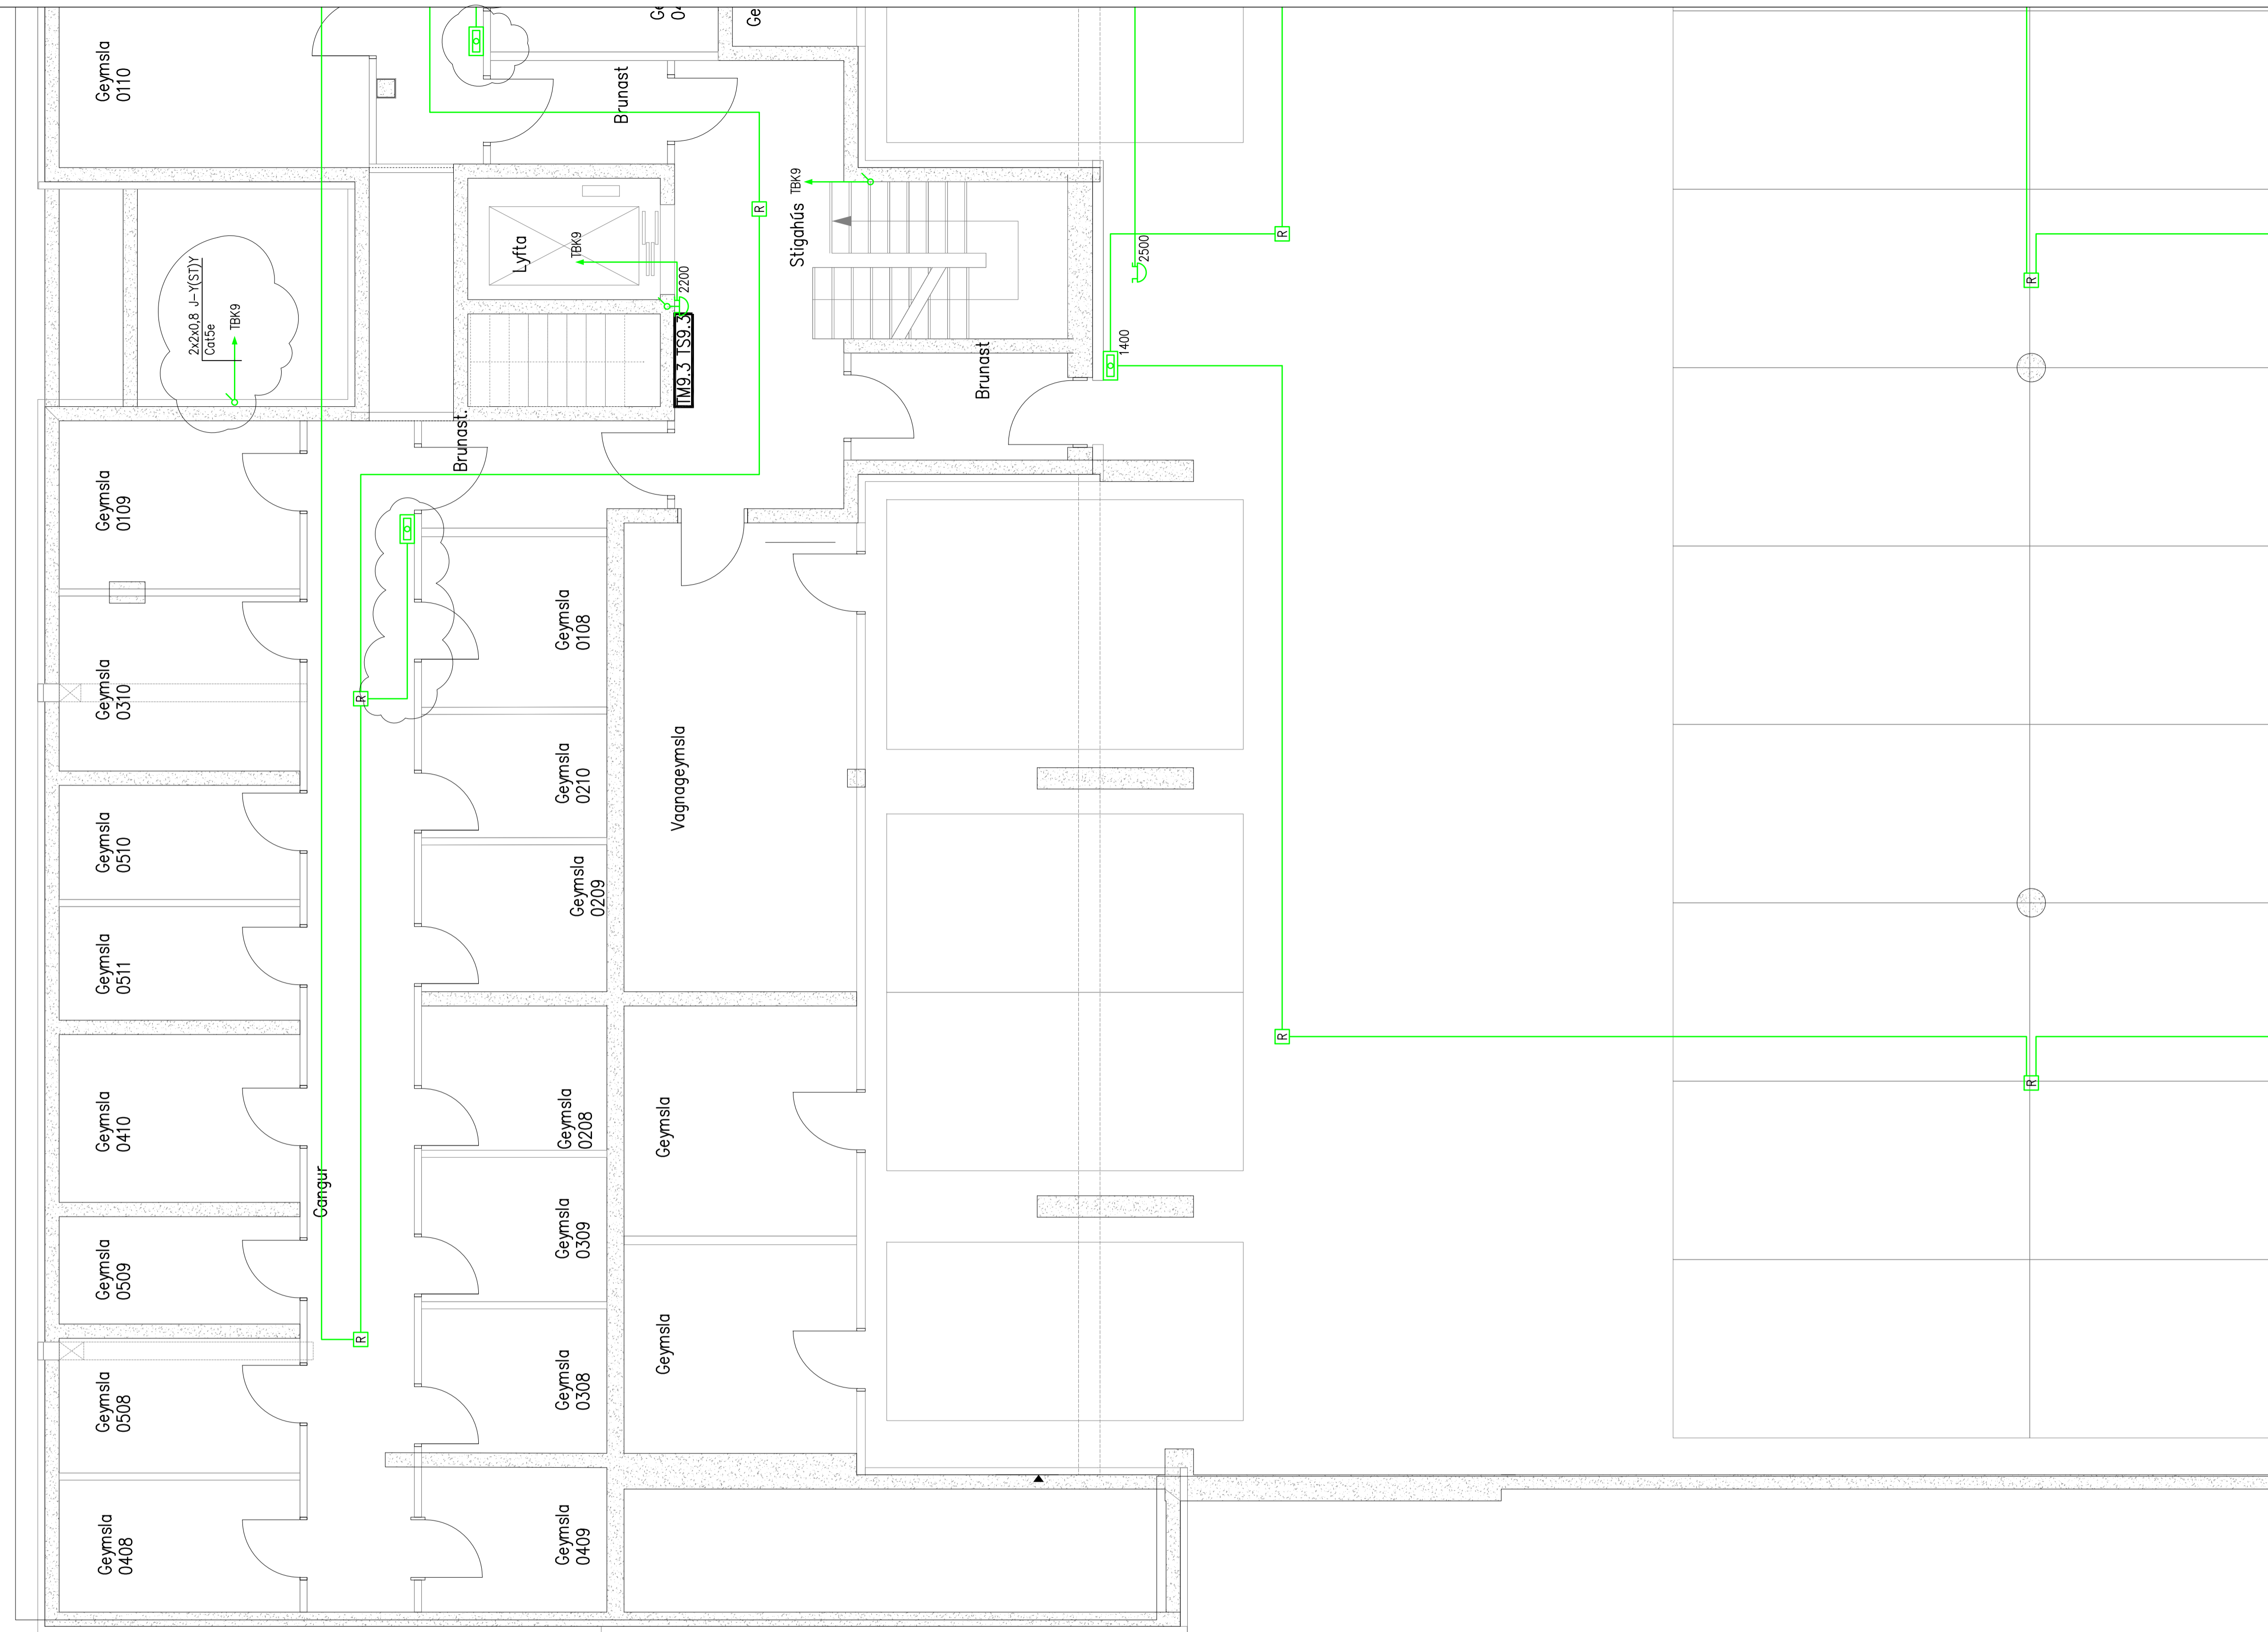 Geymsla
0110
Brunast
2x2x0,8 J-Y(ST)Y
Cat5e
TBK9
Lyfta
TBK9
2200
TM9.3 TS9.3
R
Stigahús
TBK9
2500
1400
R
R
Brunast
Brunast.
Geymsla
0109
Geymsla
0310
R
Geymsla
0108
Geymsla
0210
Geymsla
0209
Vagnageymsla
Geymsla
0510
Geymsla
0511
Geymsla
0410
Gangur
Geymsla
0208
Geymsla
R
R
Geymsla
0509
Geymsla
0309
R
Geymsla
0508
Geymsla
0308
Geymsla
Geymsla
0408
Geymsla
0409